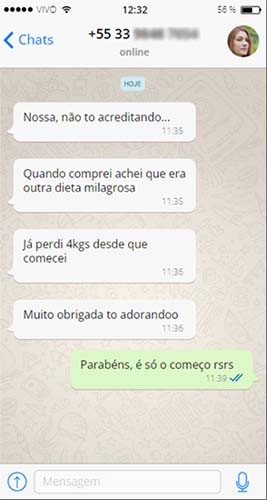 VIVO 12:32 56 %
Chats +55 33
online
HOJE
Nossa, não to acreditando...
11:35
Quando comprei achei que era
outra dieta milagrosa
11:35
Já perdi 4kgs desde que
comecei
11:36
Muito obrigada to adorandoo
11:36
Parabéns, é só o começo rsrs
11:39
Mensagem